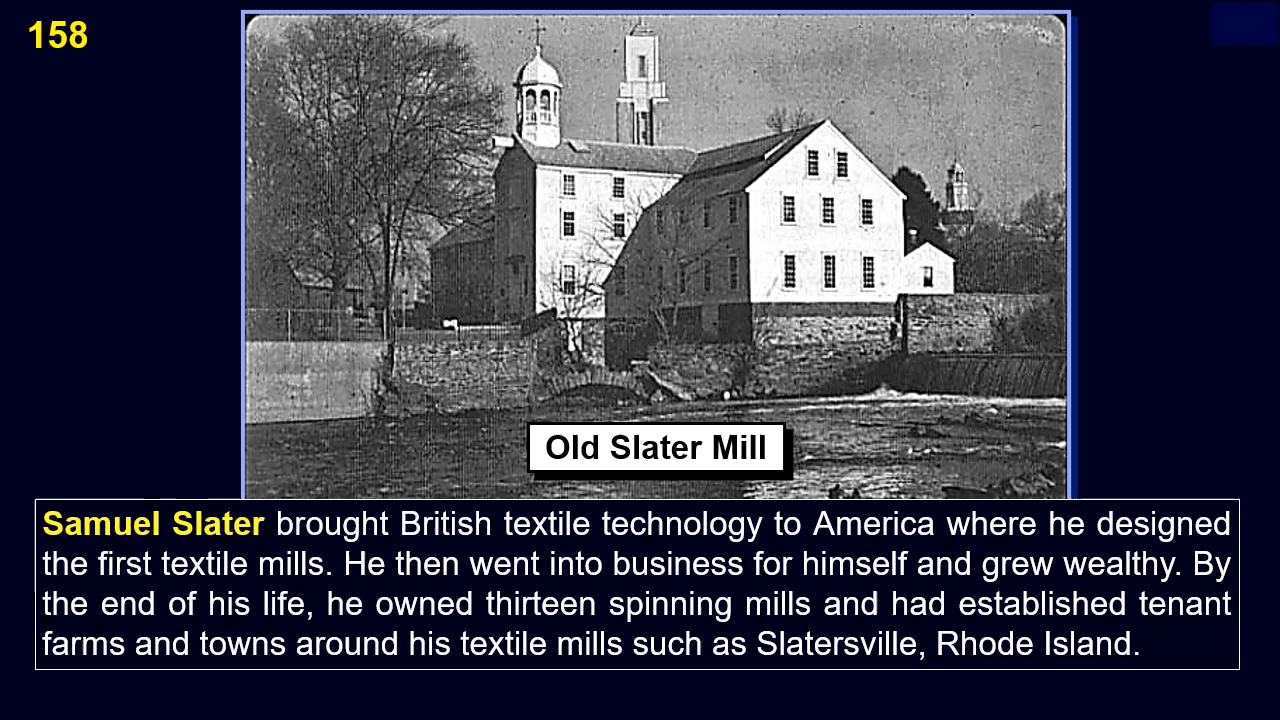 158
Old Slater Mill
Samuel Slater brought British textile technology to America where he designed
the first textile mills. He then went into business for himself and grew wealthy. By
the end of his life, he owned thirteen spinning mills and had established tenant
farms and towns around his textile mills such as Slatersville, Rhode Island.